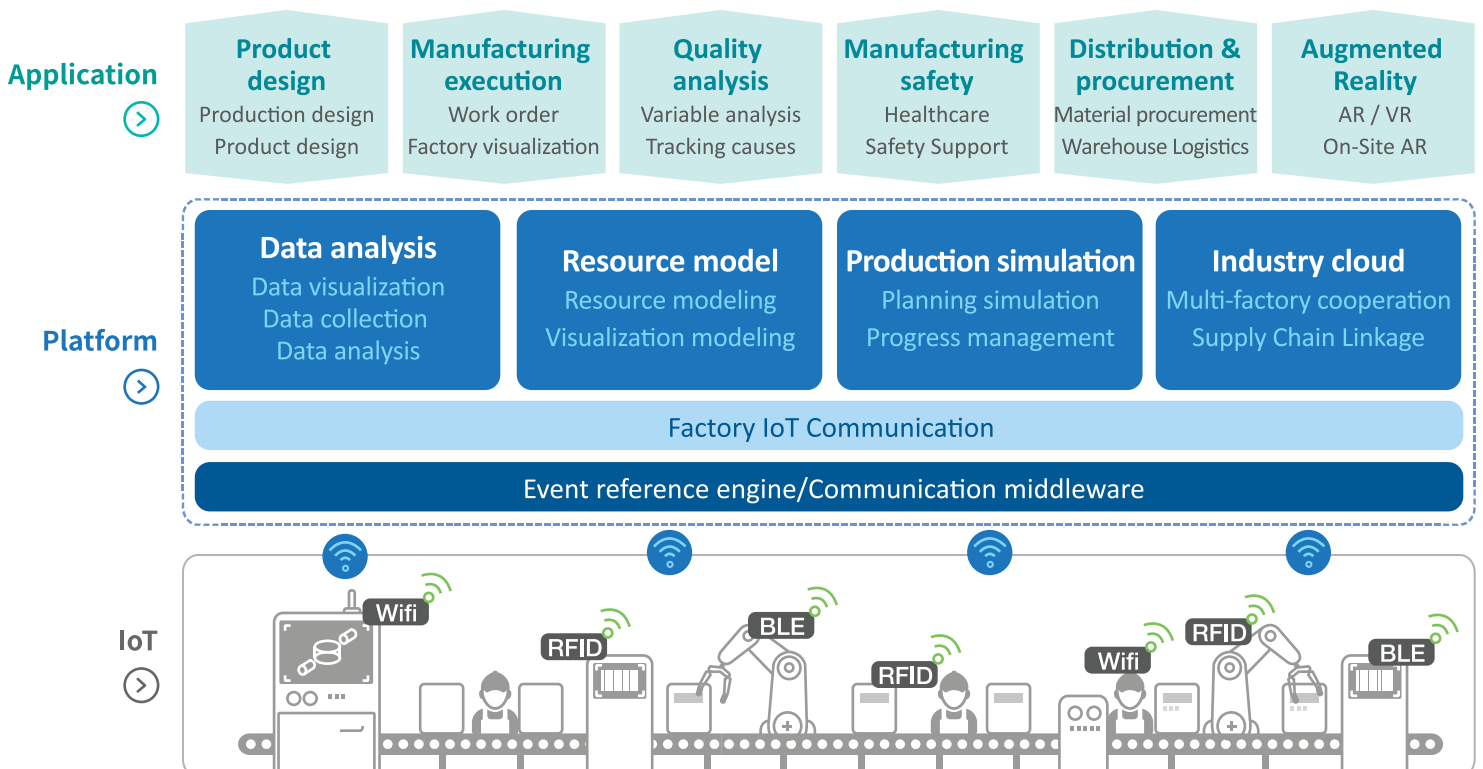 Application
Product
design
Production design
Product design
Manufacturing
execution
Work order
Factory visualization
Quality
analysis
Variable analysis
Tracking causes
Manufacturing
safety
Healthcare
Safety Support
Distribution &
procurement
Material procurement
Warehouse Logistics
Augmented
Reality
AR / VR
On-Site AR
Platform
Data analysis
Data visualization
Data collection
Data analysis
Resource model
Resource modeling
Visualization modeling
Production simulation
Planning simulation
Progress management
Industry cloud
Multi-factory cooperation
Supply Chain Linkage
Factory IoT Communication
Event reference engine/Communication middleware
IoT
Wifi
RFID
BLE
RFID
Wifi
RFID
BLE